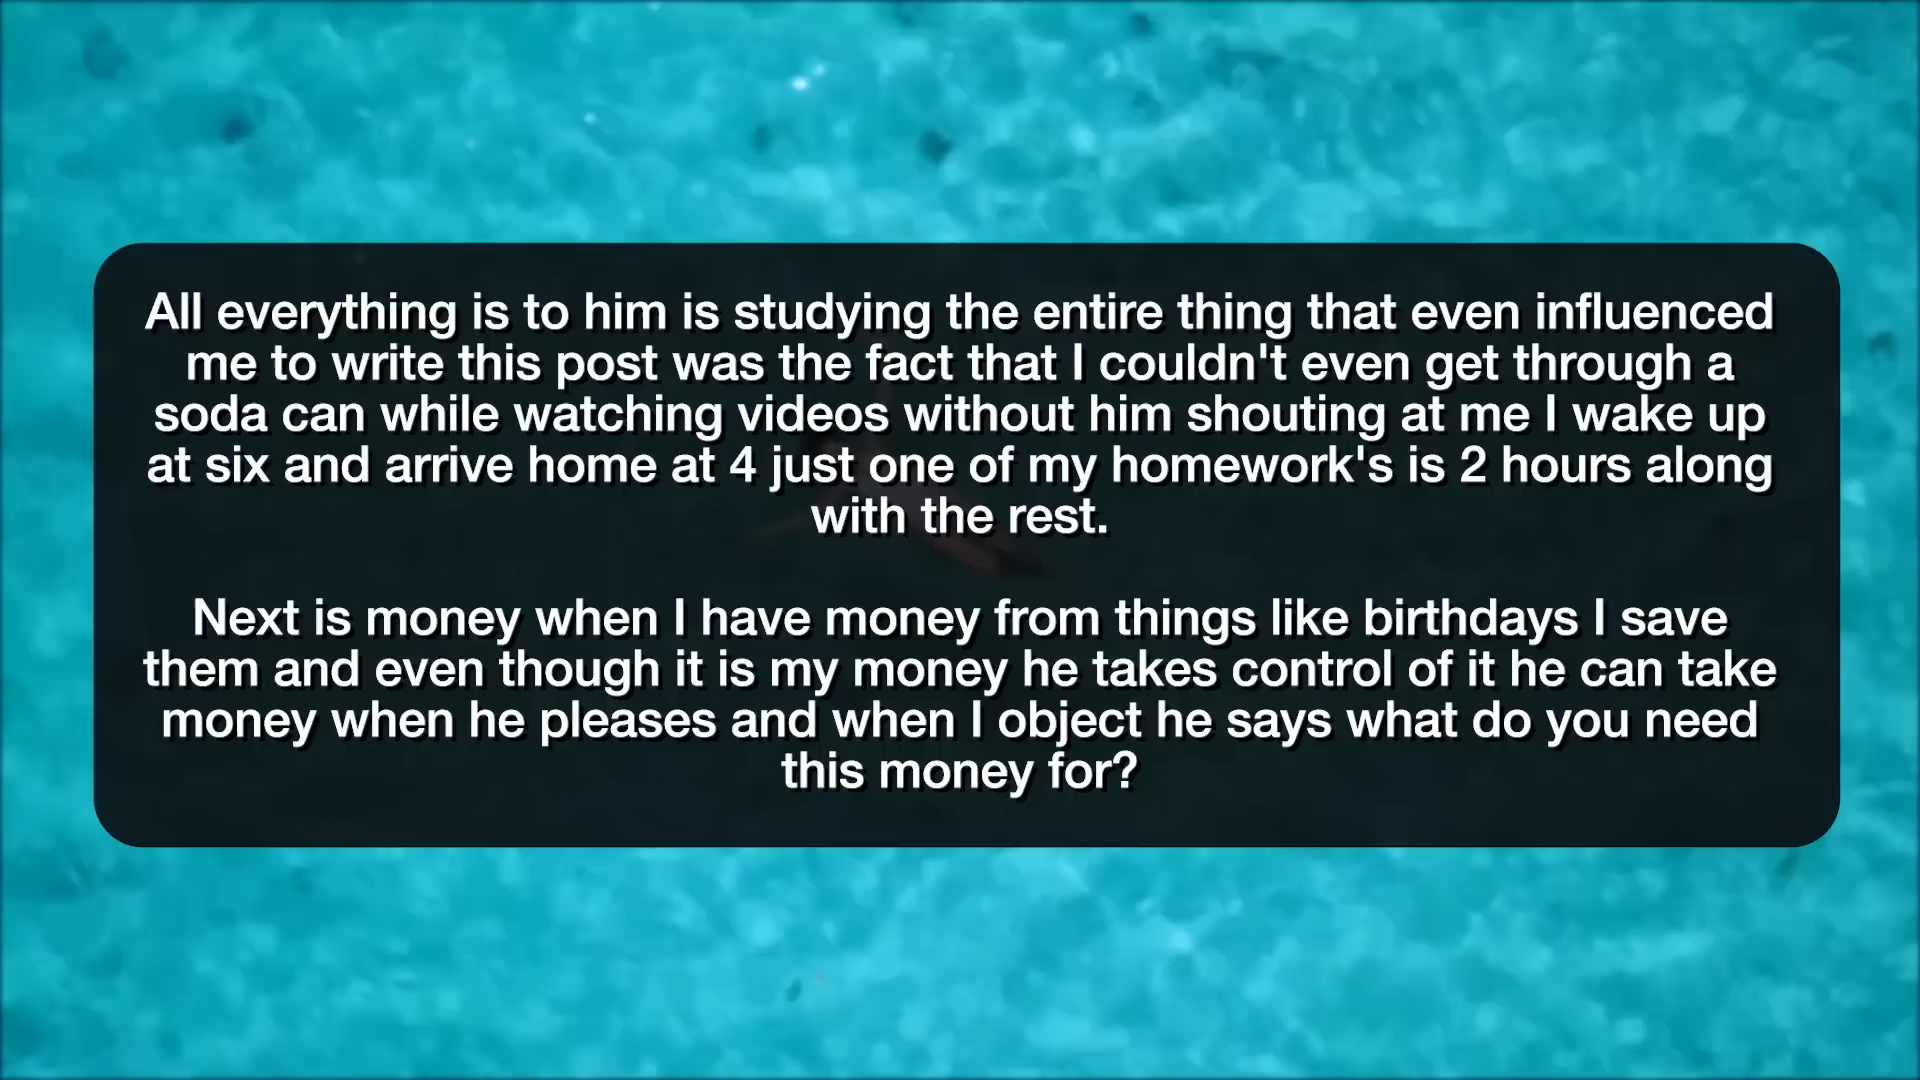 All everything is to him is studying the entire thing that even influenced
me to write this post was the fact that I couldn't even get through a
soda can while watching videos without him shouting at me I wake up
at six and arrive home at 4 just one of my homework's is 2 hours along
with the rest.
Next is money when I have money from things like birthdays I save
them and even though it is my money he takes control of it he can take
money when he pleases and when I object he says what do you need
this money for?